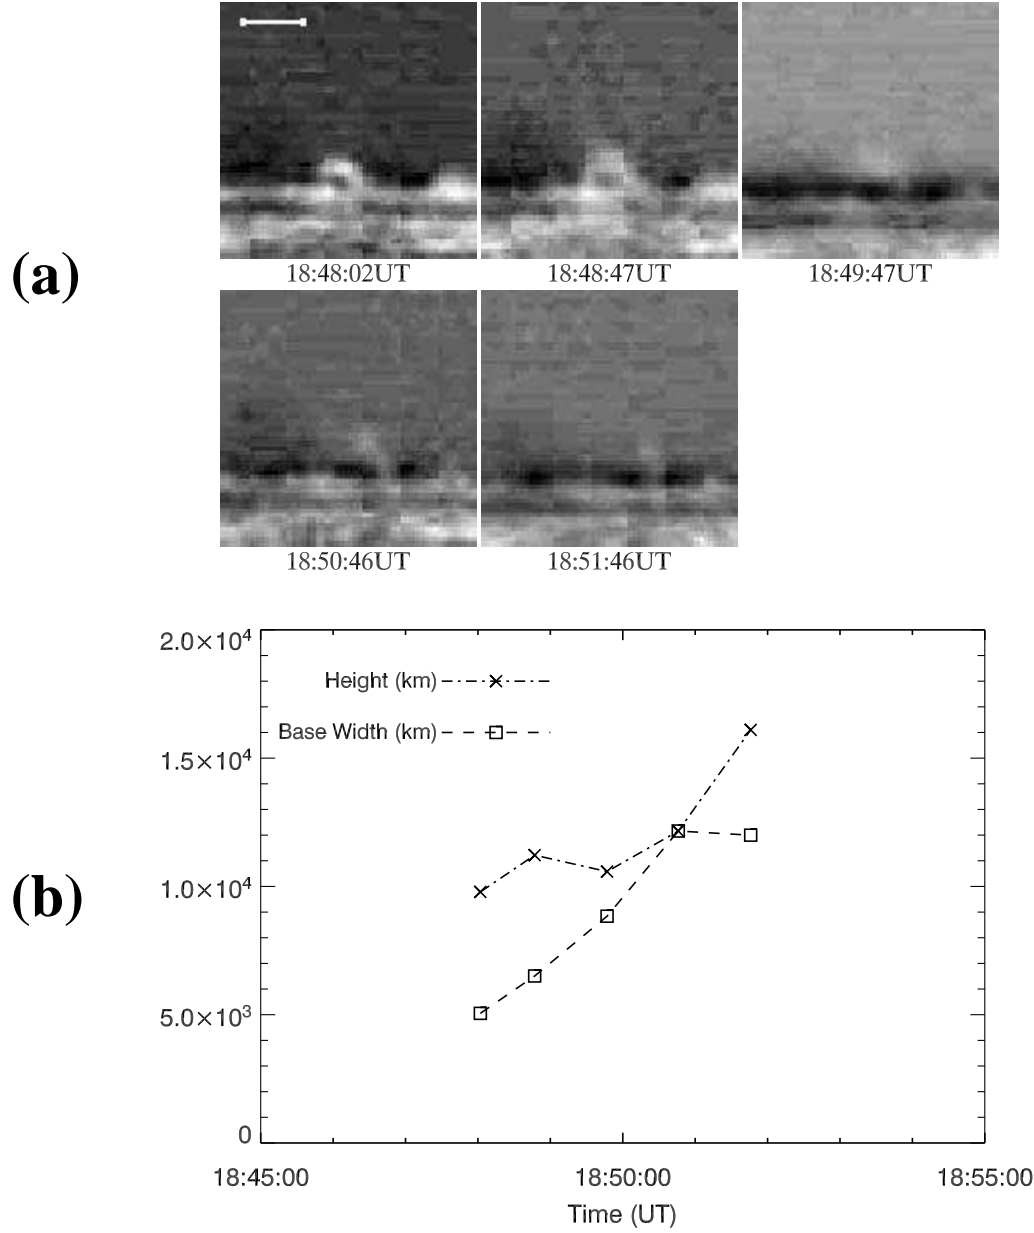 (a)
18:48:02UT
18:48:47UT
18:49:47UT
18:50:46UT
18:51:46UT
(b)
2.0×10⁴
1.5×10⁴
1.0×10⁴
5.0×10³
0
Height (km)
Base Width (km)
18:45:00
18:50:00
18:55:00
Time (UT)